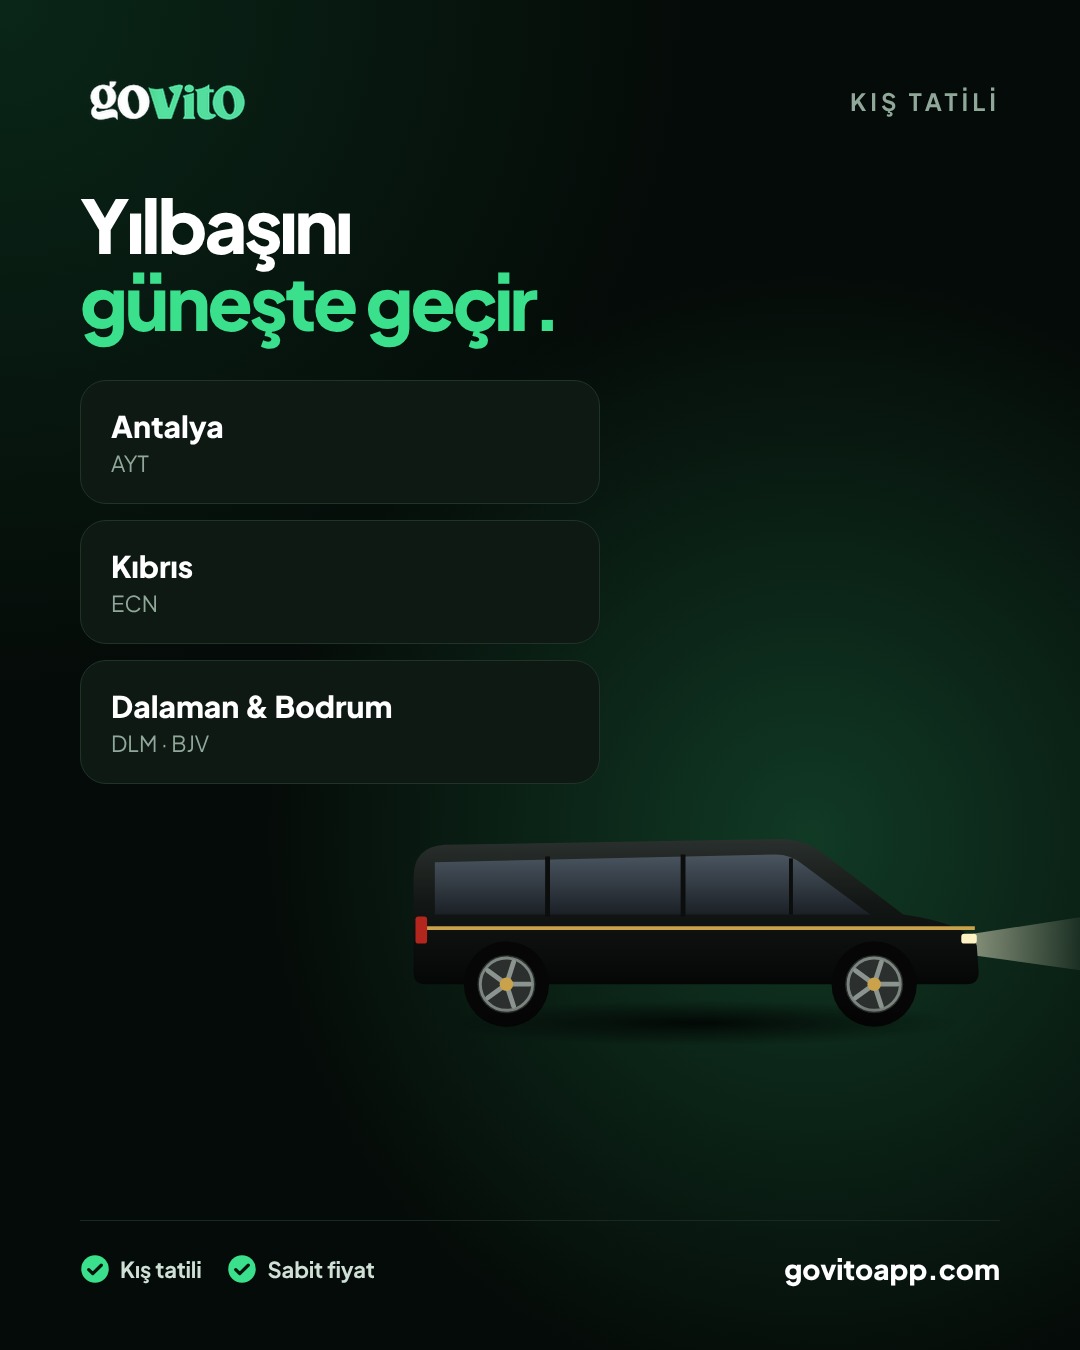 govito
KIŞ TATİLİ
Yılbaşını
güneşte geçir.
Antalya
AYT
Kıbrıs
ECN
Dalaman & Bodrum
DLM · BJV
Kış tatili
Sabit fiyat
govitoapp.com